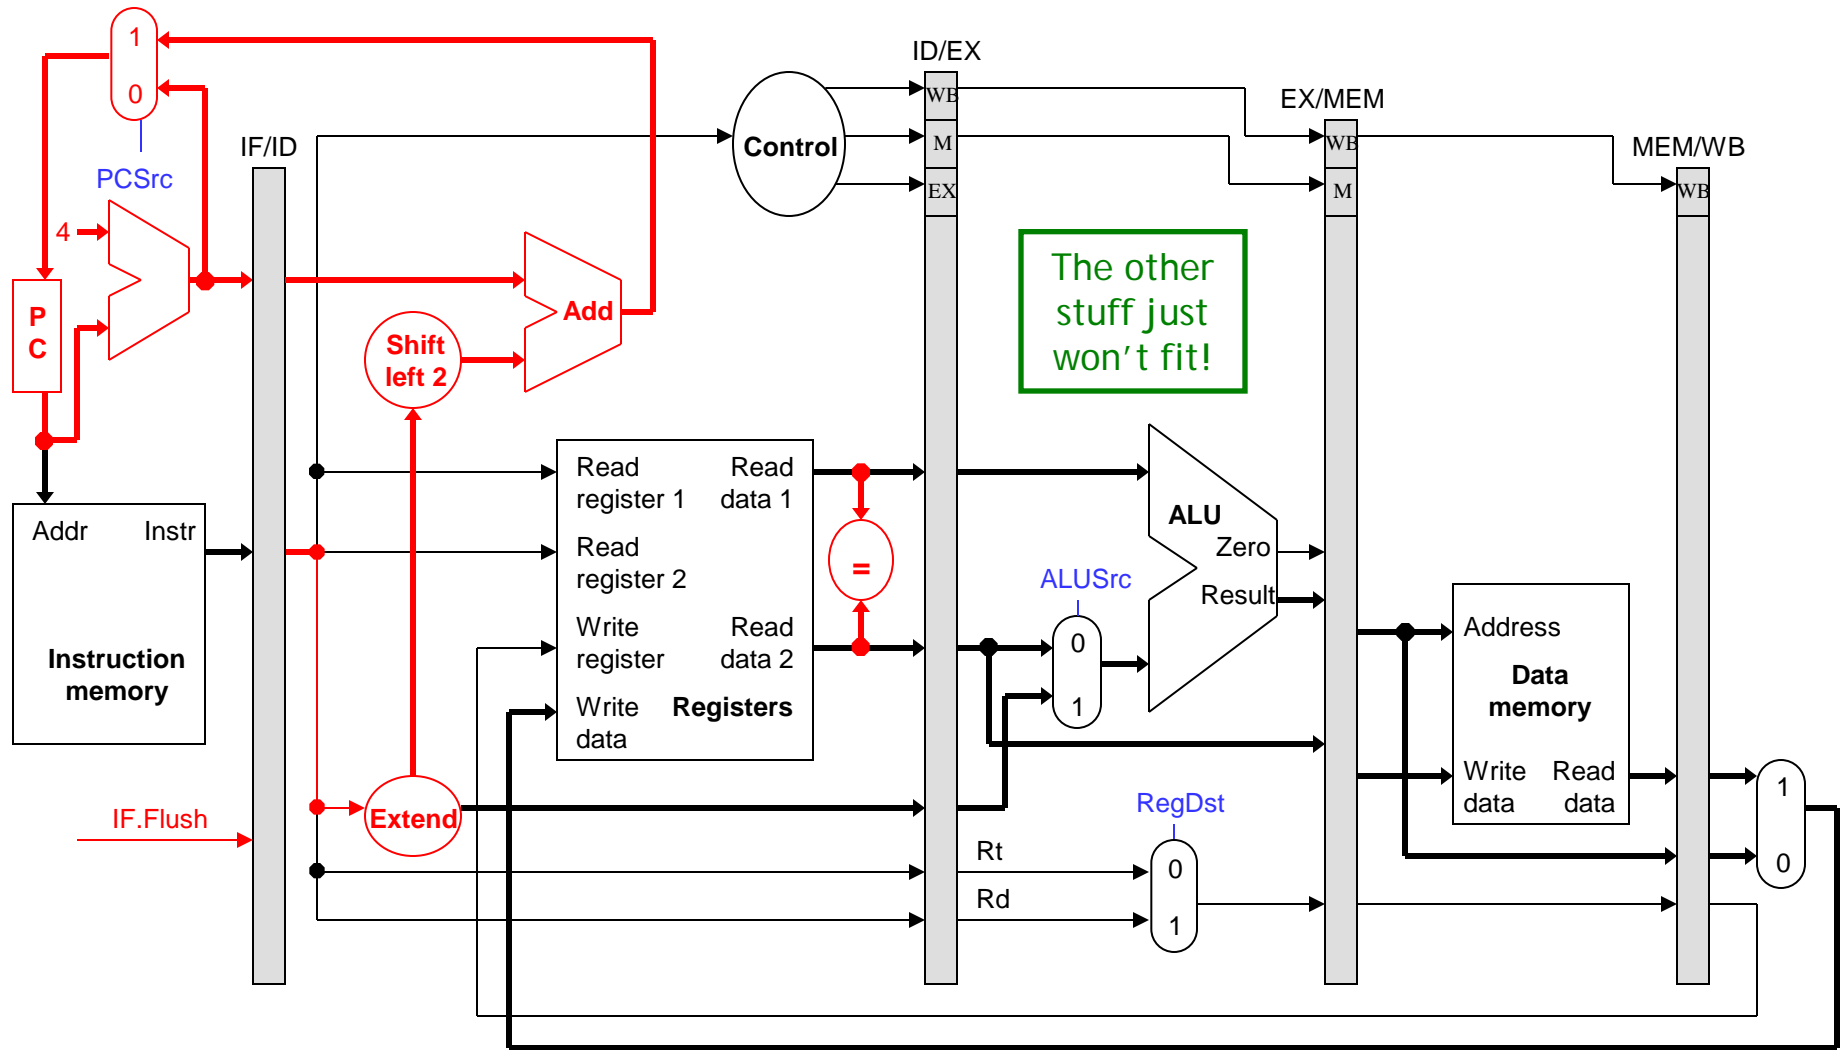 1
0
PCSrc
4
P
C
IF/ID
Add
Shift
left 2
Control
ID/EX
WB
M
EX
EX/MEM
WB
M
MEM/WB
WB
The other
stuff just
won't fit!
Addr Instr
Instruction
memory
IF.Flush
Extend
Read
register 1
Read
data 1
Read
register 2
Write
register
Read
data 2
Write
data
Registers
=
ALU
Zero
Result
ALUSrc
0
1
RegDst
Rt
Rd
0
1
Address
Data
memory
Write
data
Read
data
1
0